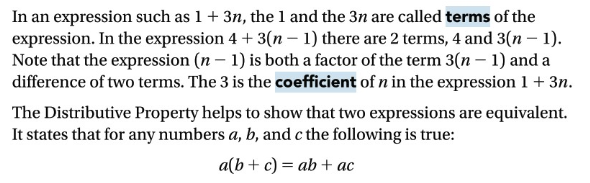 In an expression such as 1 + 3n, the 1 and the 3n are called terms of the
expression. In the expression 4 + 3(n − 1) there are 2 terms, 4 and 3(n − 1).
Note that the expression (n − 1) is both a factor of the term 3(n − 1) and a
difference of two terms. The 3 is the coefficient of n in the expression 1 + 3n.
The Distributive Property helps to show that two expressions are equivalent.
It states that for any numbers a, b, and c the following is true:
a(b + c) = ab + ac